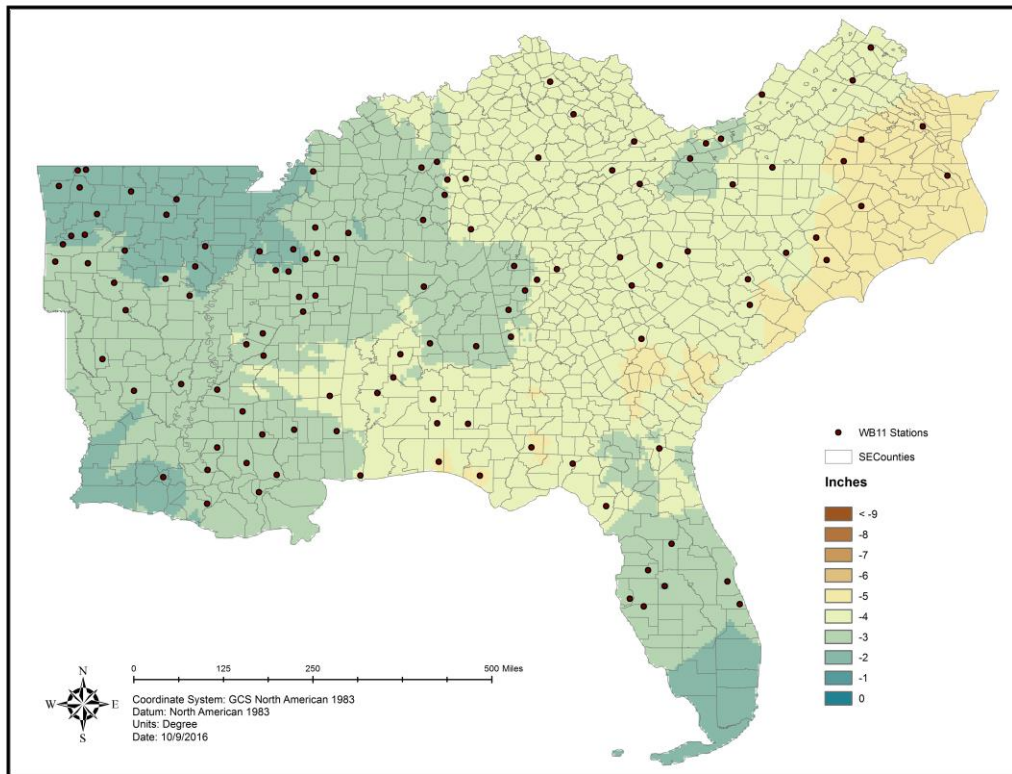 WB11 Stations
SECounties
Inches
< -9
-8
-7
-6
-5
-4
-3
-2
-1
0
0 125 250 500 Miles
N
W E
S
Coordinate System: GCS North American 1983
Datum: North American 1983
Units: Degree
Date: 10/9/2016